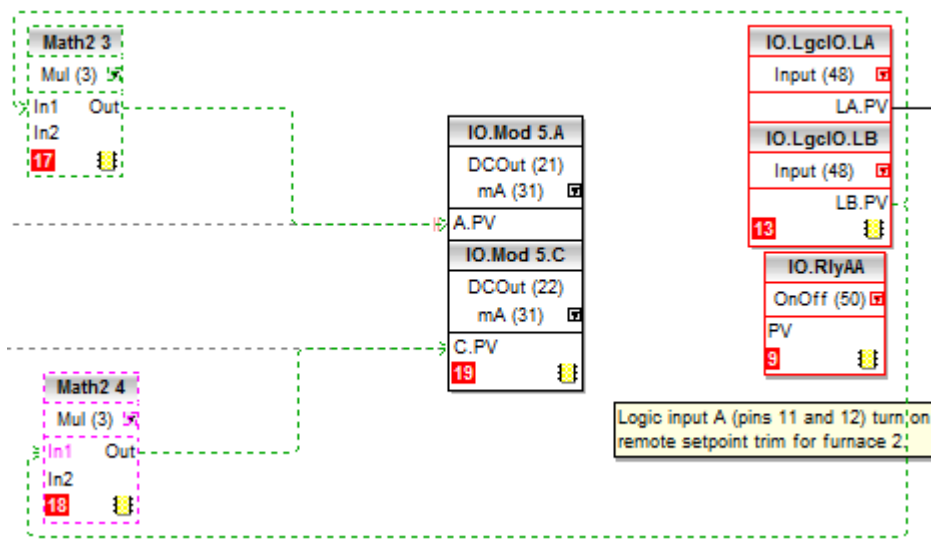 Math2 3
Mul (3)
In1 Out
In2
17
IO.Mod 5.A
DCOut (21)
mA (31)
A.PV
IO.Mod 5.C
DCOut (22)
mA (31)
C.PV
19
Math2 4
Mul (3)
In1 Out
In2
18
IO.LgcIO.LA
Input (48)
LA.PV
IO.LgcIO.LB
Input (48)
LB.PV
13
IO.RlyAA
OnOff (50)
PV
9
Logic input A (pins 11 and 12) turn on
remote setpoint trim for furnace 2.